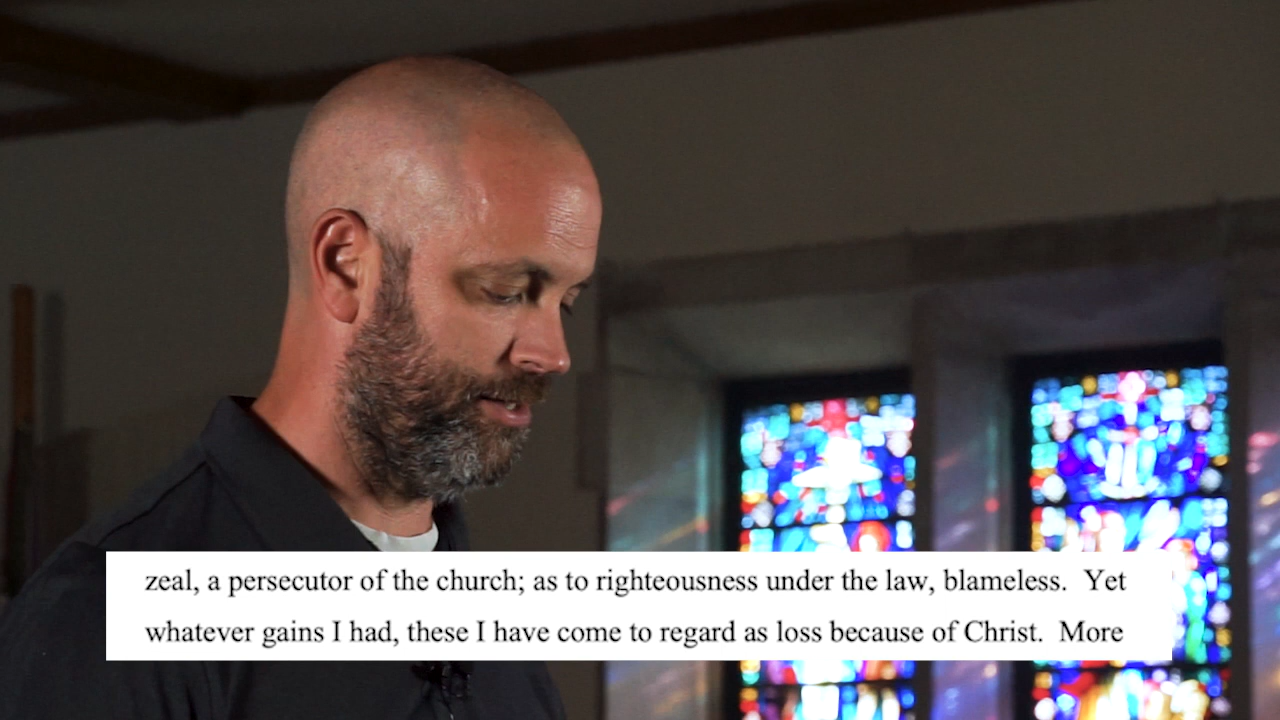 zeal, a persecutor of the church; as to righteousness under the law, blameless.  Yet
whatever gains I had, these I have come to regard as loss because of Christ.  More